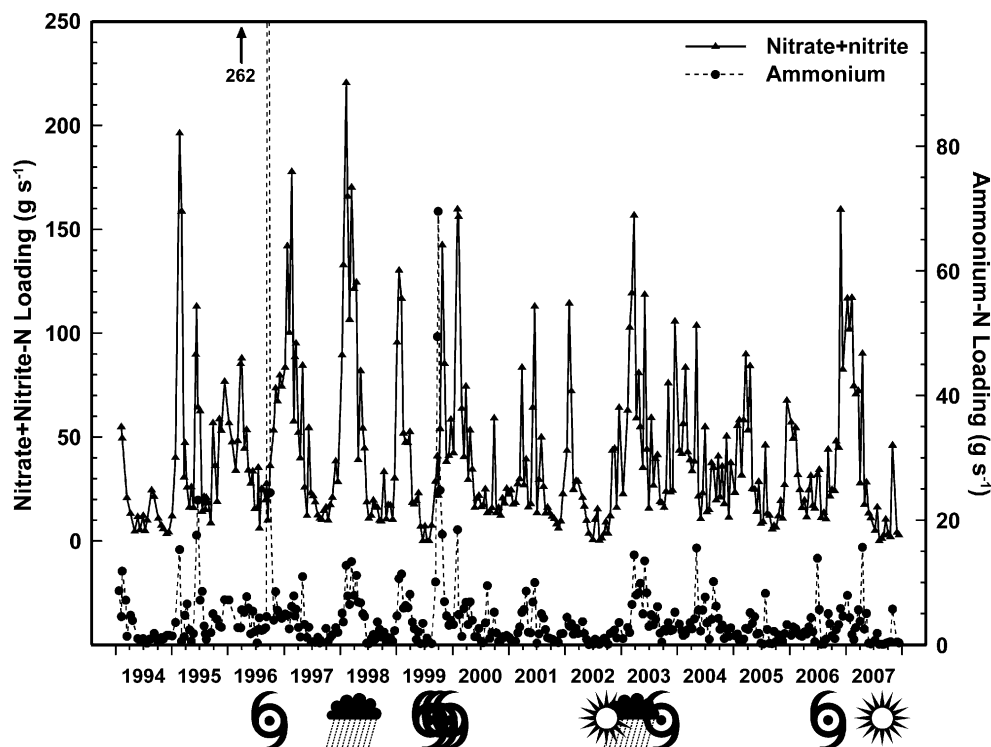 250
200
150
100
50
0
Nitrate+Nitrite-N Loading (g s-1)
262
Nitrate+nitrite
Ammonium
80
60
40
20
0
Ammonium-N Loading (g s-1)
1994 1995 1996 1997 1998 1999 2000 2001 2002 2003 2004 2005 2006 2007